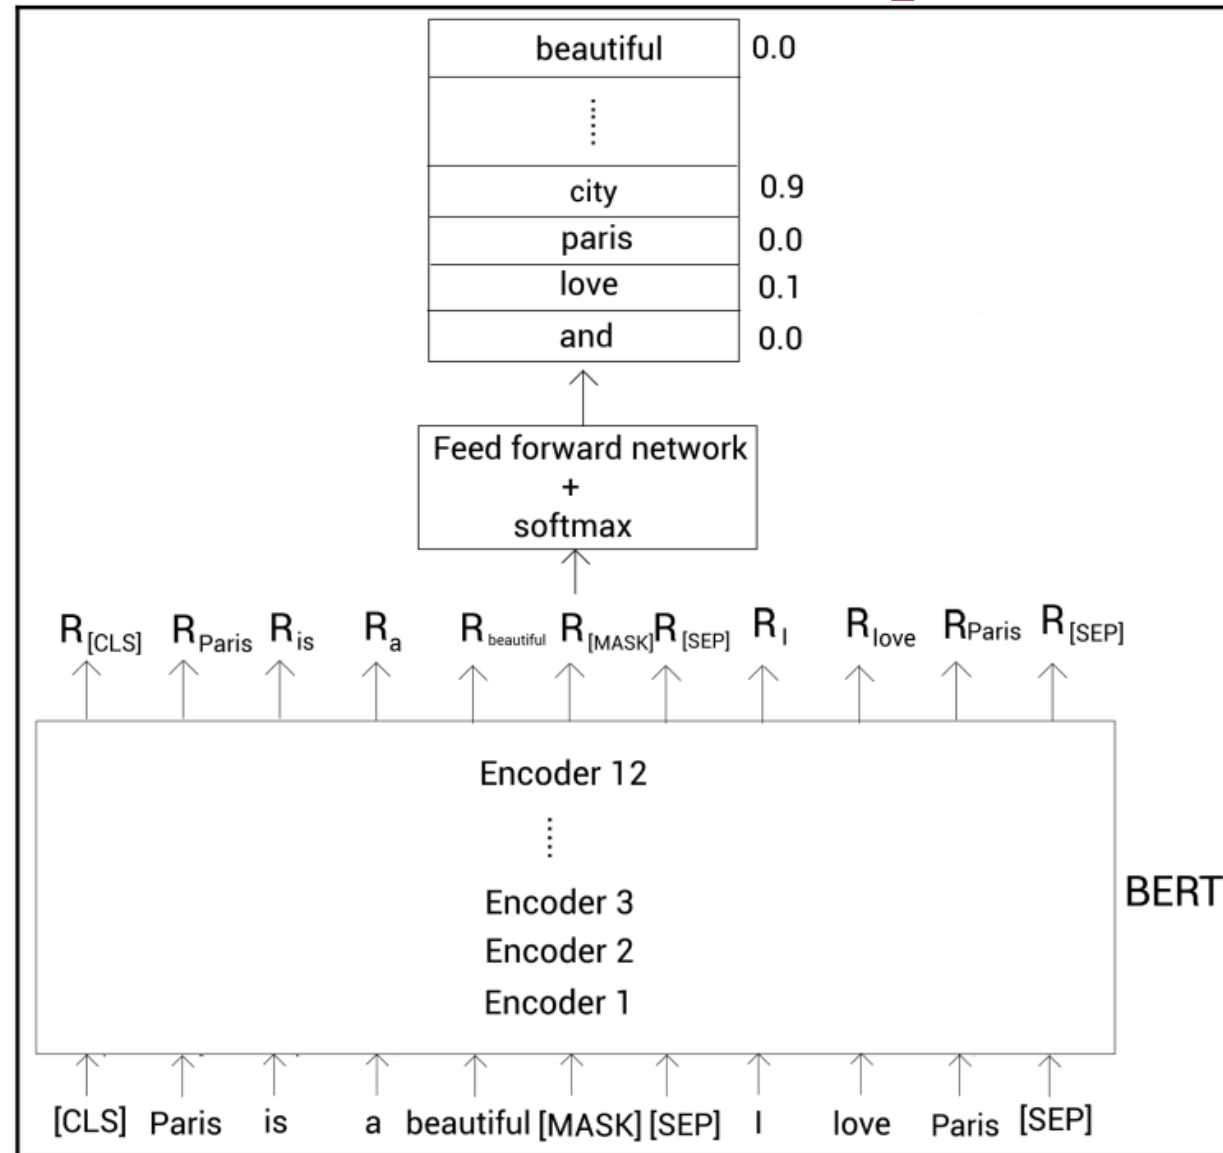 beautiful 0.0
city 0.9
paris 0.0
love 0.1
and 0.0
Feed forward network
+
softmax
R[CLS] RParis Ris Ra Rbeautiful R[MASK] R[SEP] RI Rlove RParis R[SEP]
Encoder 12
Encoder 3
BERT
Encoder 2
Encoder 1
[CLS] Paris is a beautiful [MASK] [SEP] I love Paris [SEP]